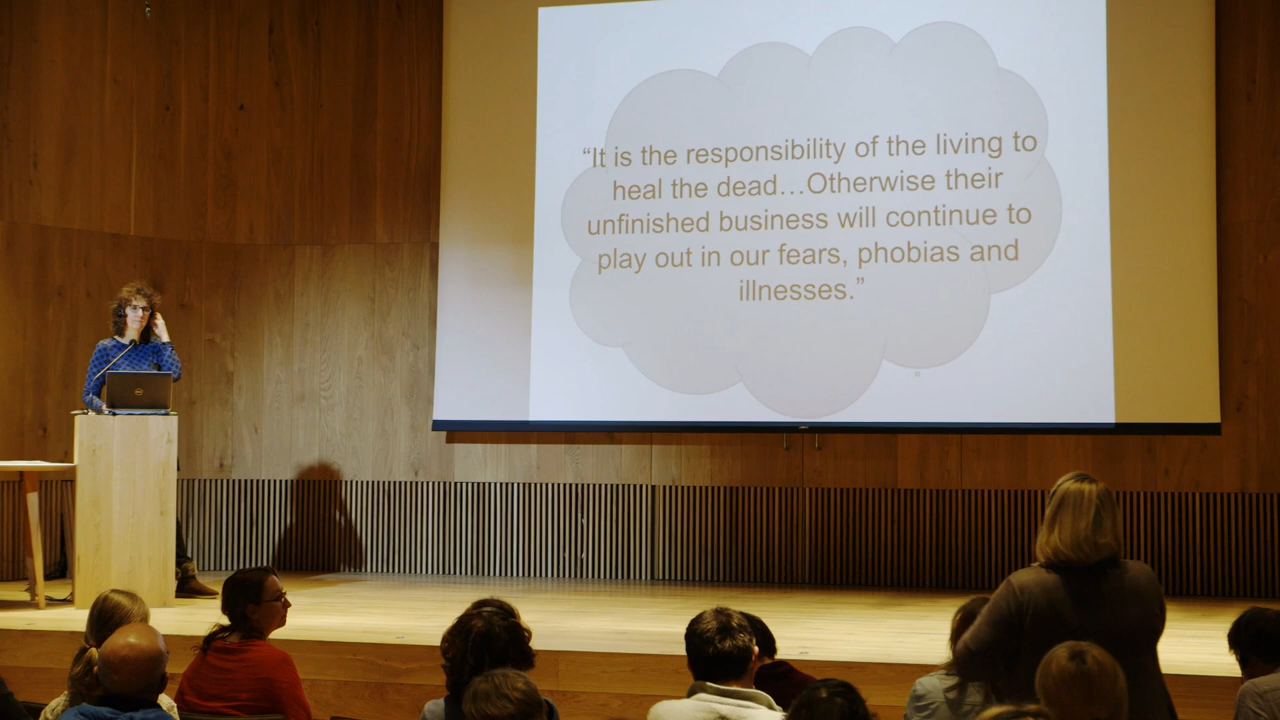 “It is the responsibility of the living to
heal the dead…Otherwise their
unfinished business will continue to
play out in our fears, phobias and
illnesses.”